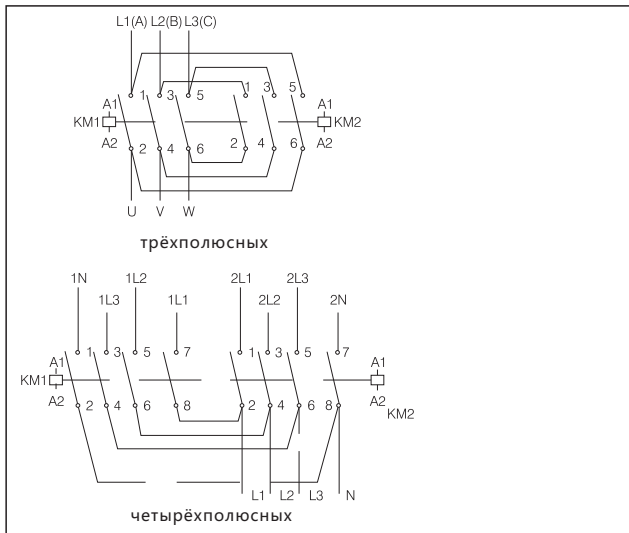 L1(A) L2(B) L3(C)
1 3 5 1 3 5
A1 A1
KM1 KM2
A2 A2
2 4 6 2 4 6
U V W
трёхполюсных
1N 1L2 2L1 2L3
1L3 1L1 2L2 2N
1 3 5 7 1 3 5 7
A1 A1
KM1
A2 A2
2 4 6 8 2 4 6 8
KM2
L1 L2 L3 N
четырёхполюсных